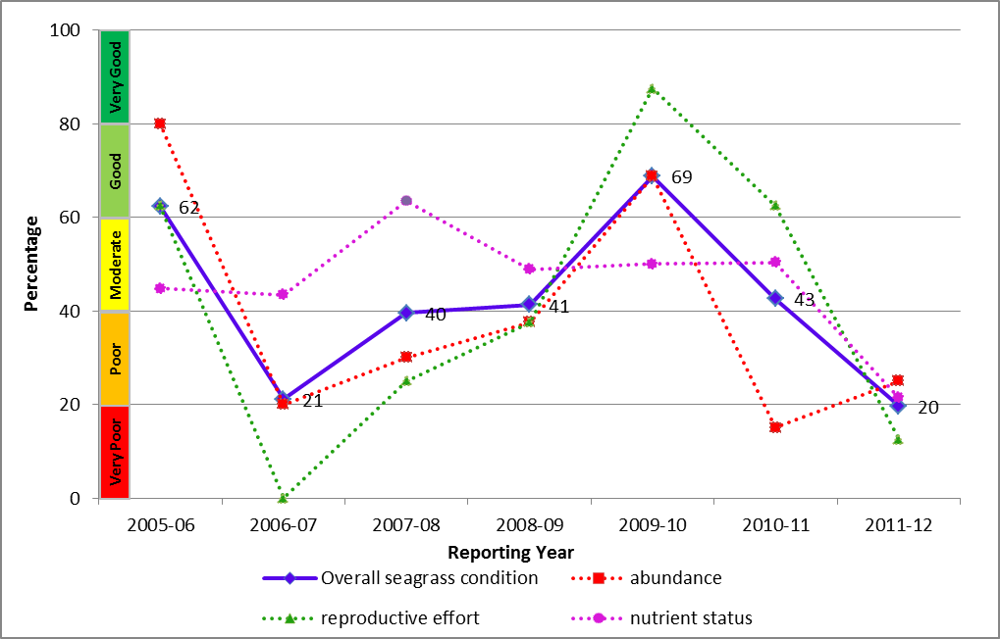 100
80
60
40
20
0
Percentage
Very Good
Good
Moderate
Poor
Very Poor
62
21
40
41
69
43
20
2005-06 2006-07 2007-08 2008-09 2009-10 2010-11 2011-12
Reporting Year
Overall seagrass condition abundance
reproductive effort nutrient status